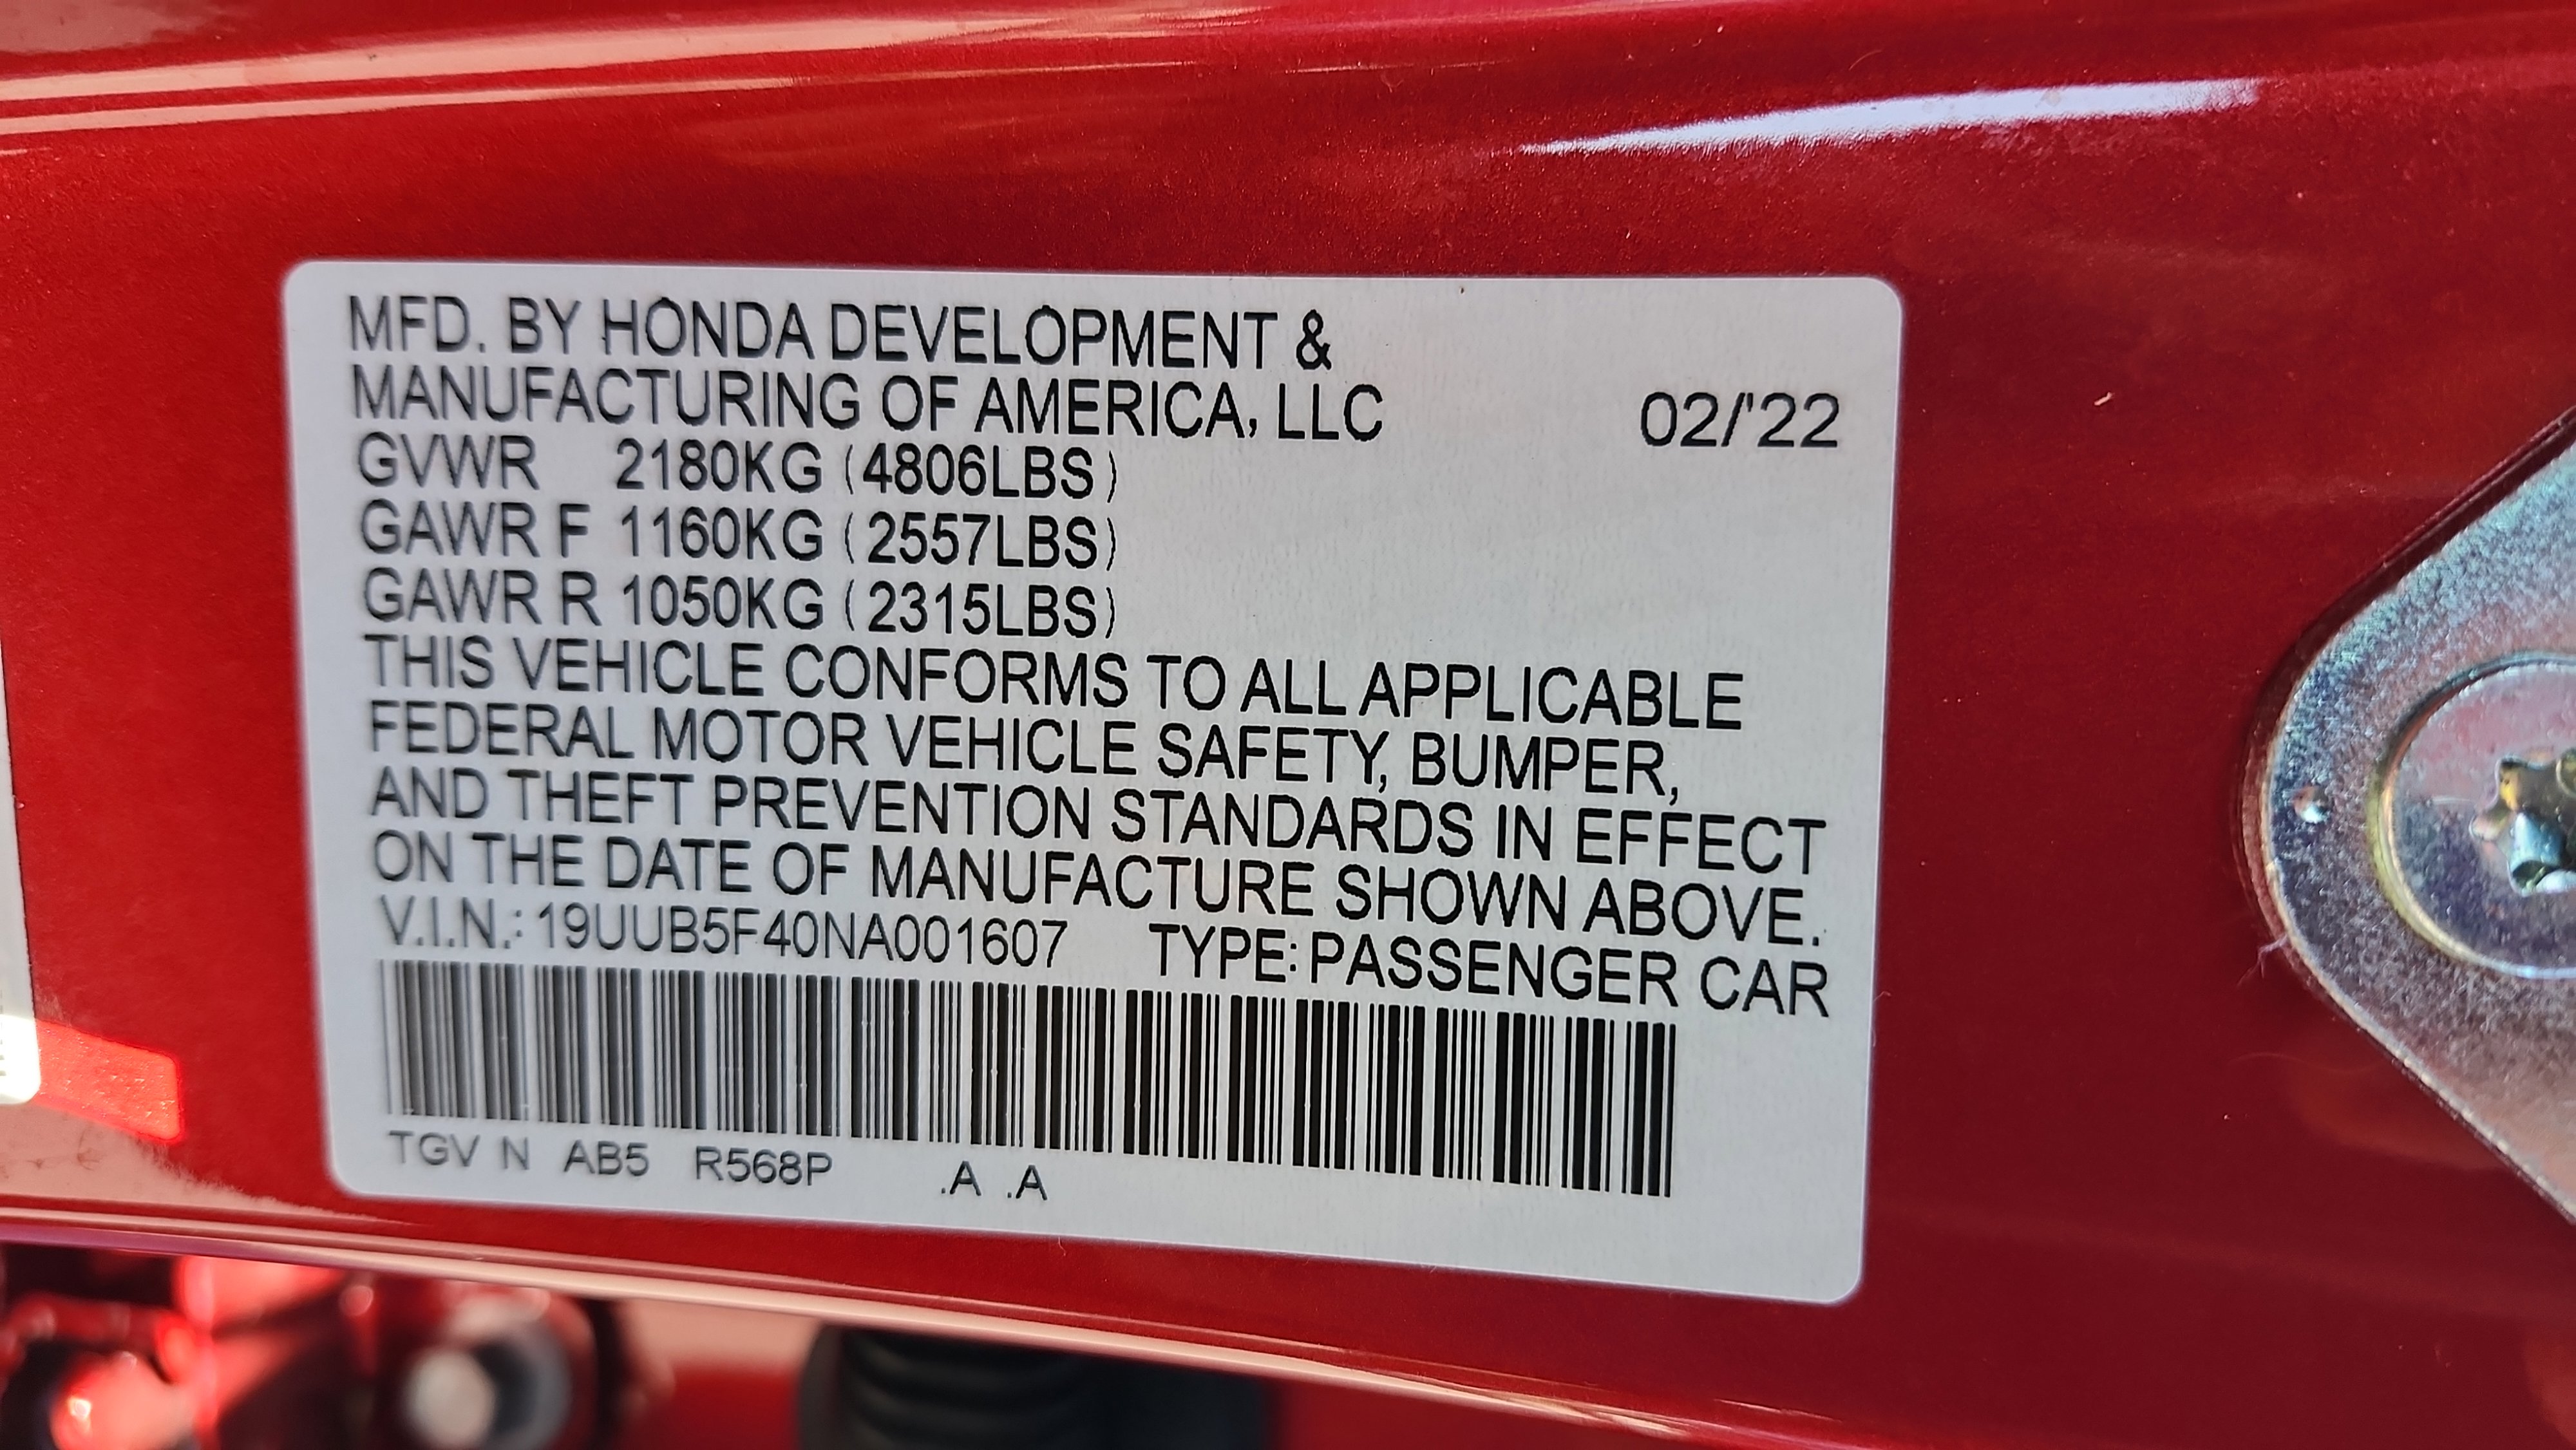 MFD. BY HONDA DEVELOPMENT &
MANUFACTURING OF AMERICA, LLC 02/'22
GVWR 2180KG (4806LBS)
GAWR F 1160KG (2557LBS)
GAWR R 1050KG (2315LBS)
THIS VEHICLE CONFORMS TO ALL APPLICABLE
FEDERAL MOTOR VEHICLE SAFETY, BUMPER,
AND THEFT PREVENTION STANDARDS IN EFFECT
ON THE DATE OF MANUFACTURE SHOWN ABOVE.
V.I.N.: 19UUB5F40NA001607 TYPE: PASSENGER CAR
TGV N AB5 R568P .A .A